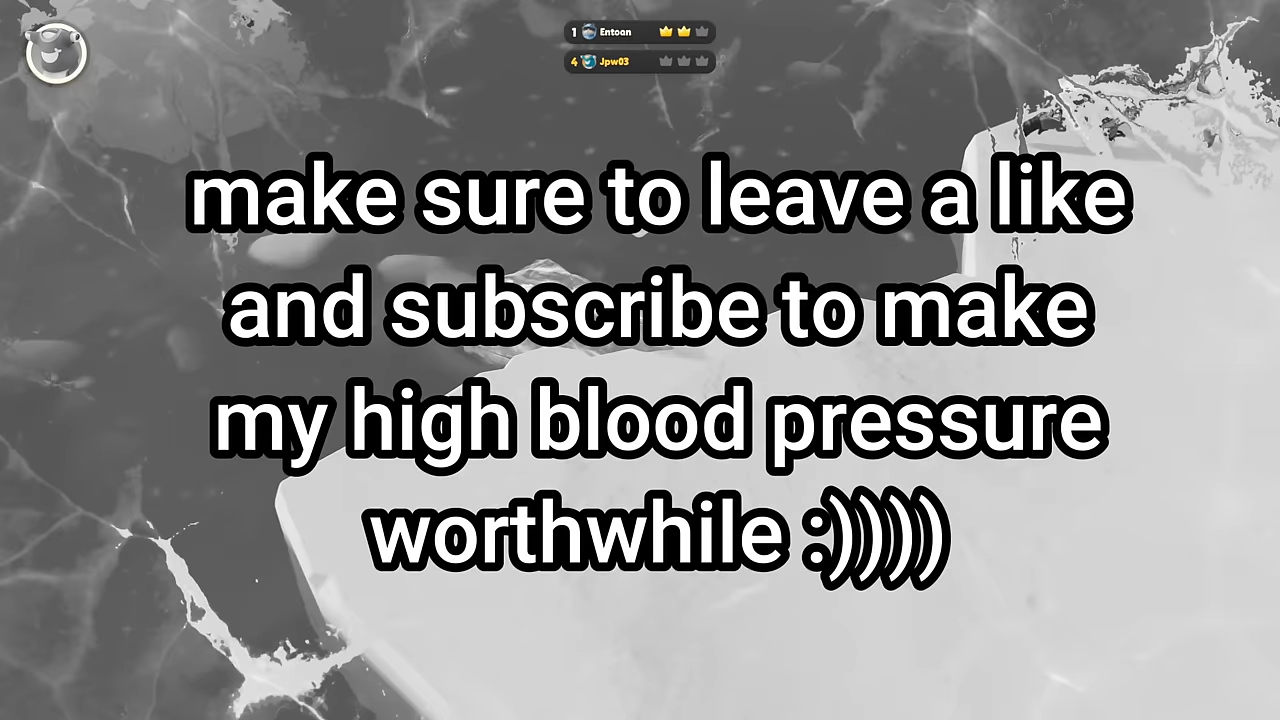 1 Entoan
4 Jpw03
make sure to leave a like
and subscribe to make
my high blood pressure
worthwhile :)))))